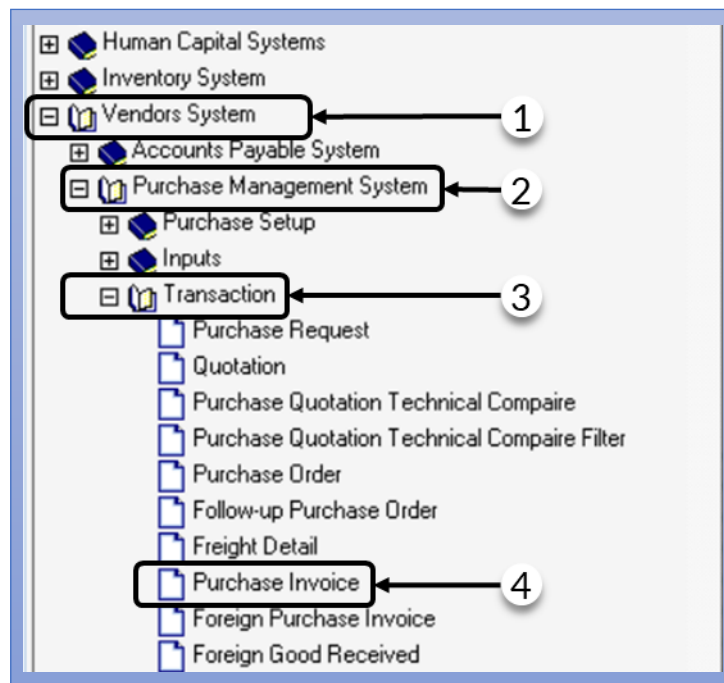 Human Capital Systems
Inventory System
Vendors System 1
Accounts Payable System
Purchase Management System 2
Purchase Setup
Inputs
Transaction 3
Purchase Request
Quotation
Purchase Quotation Technical Compaire
Purchase Quotation Technical Compaire Filter
Purchase Order
Follow-up Purchase Order
Freight Detail
Purchase Invoice 4
Foreign Purchase Invoice
Foreign Good Received